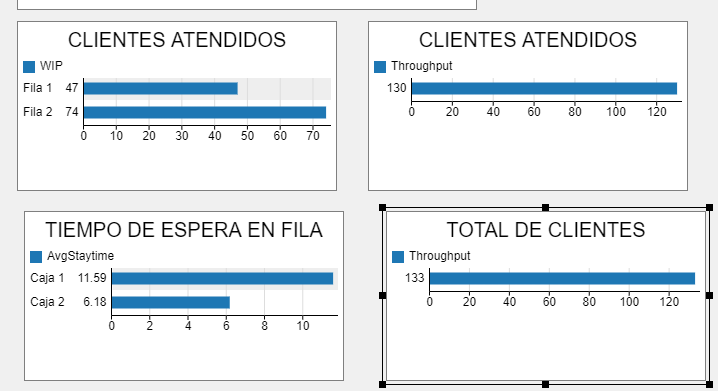 CLIENTES ATENDIDOS
WIP
Fila 1 47
Fila 2 74
0 10 20 30 40 50 60 70
CLIENTES ATENDIDOS
Throughput
130
0 20 40 60 80 100 120
TIEMPO DE ESPERA EN FILA
AvgStaytime
Caja 1 11.59
Caja 2 6.18
0 2 4 6 8 10
TOTAL DE CLIENTES
Throughput
133
0 20 40 60 80 100 120